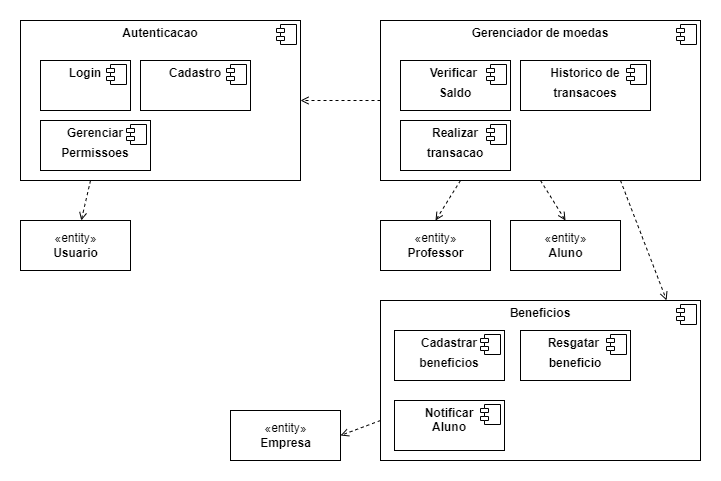 Autenticacao
Login
Cadastro
Gerenciar
Permissoes
Gerenciador de moedas
Verificar
Saldo
Historico de
transacoes
Realizar
transacao
«entity»
Usuario
«entity»
Professor
«entity»
Aluno
Beneficios
Cadastrar
beneficios
Resgatar
beneficio
Notificar
Aluno
«entity»
Empresa